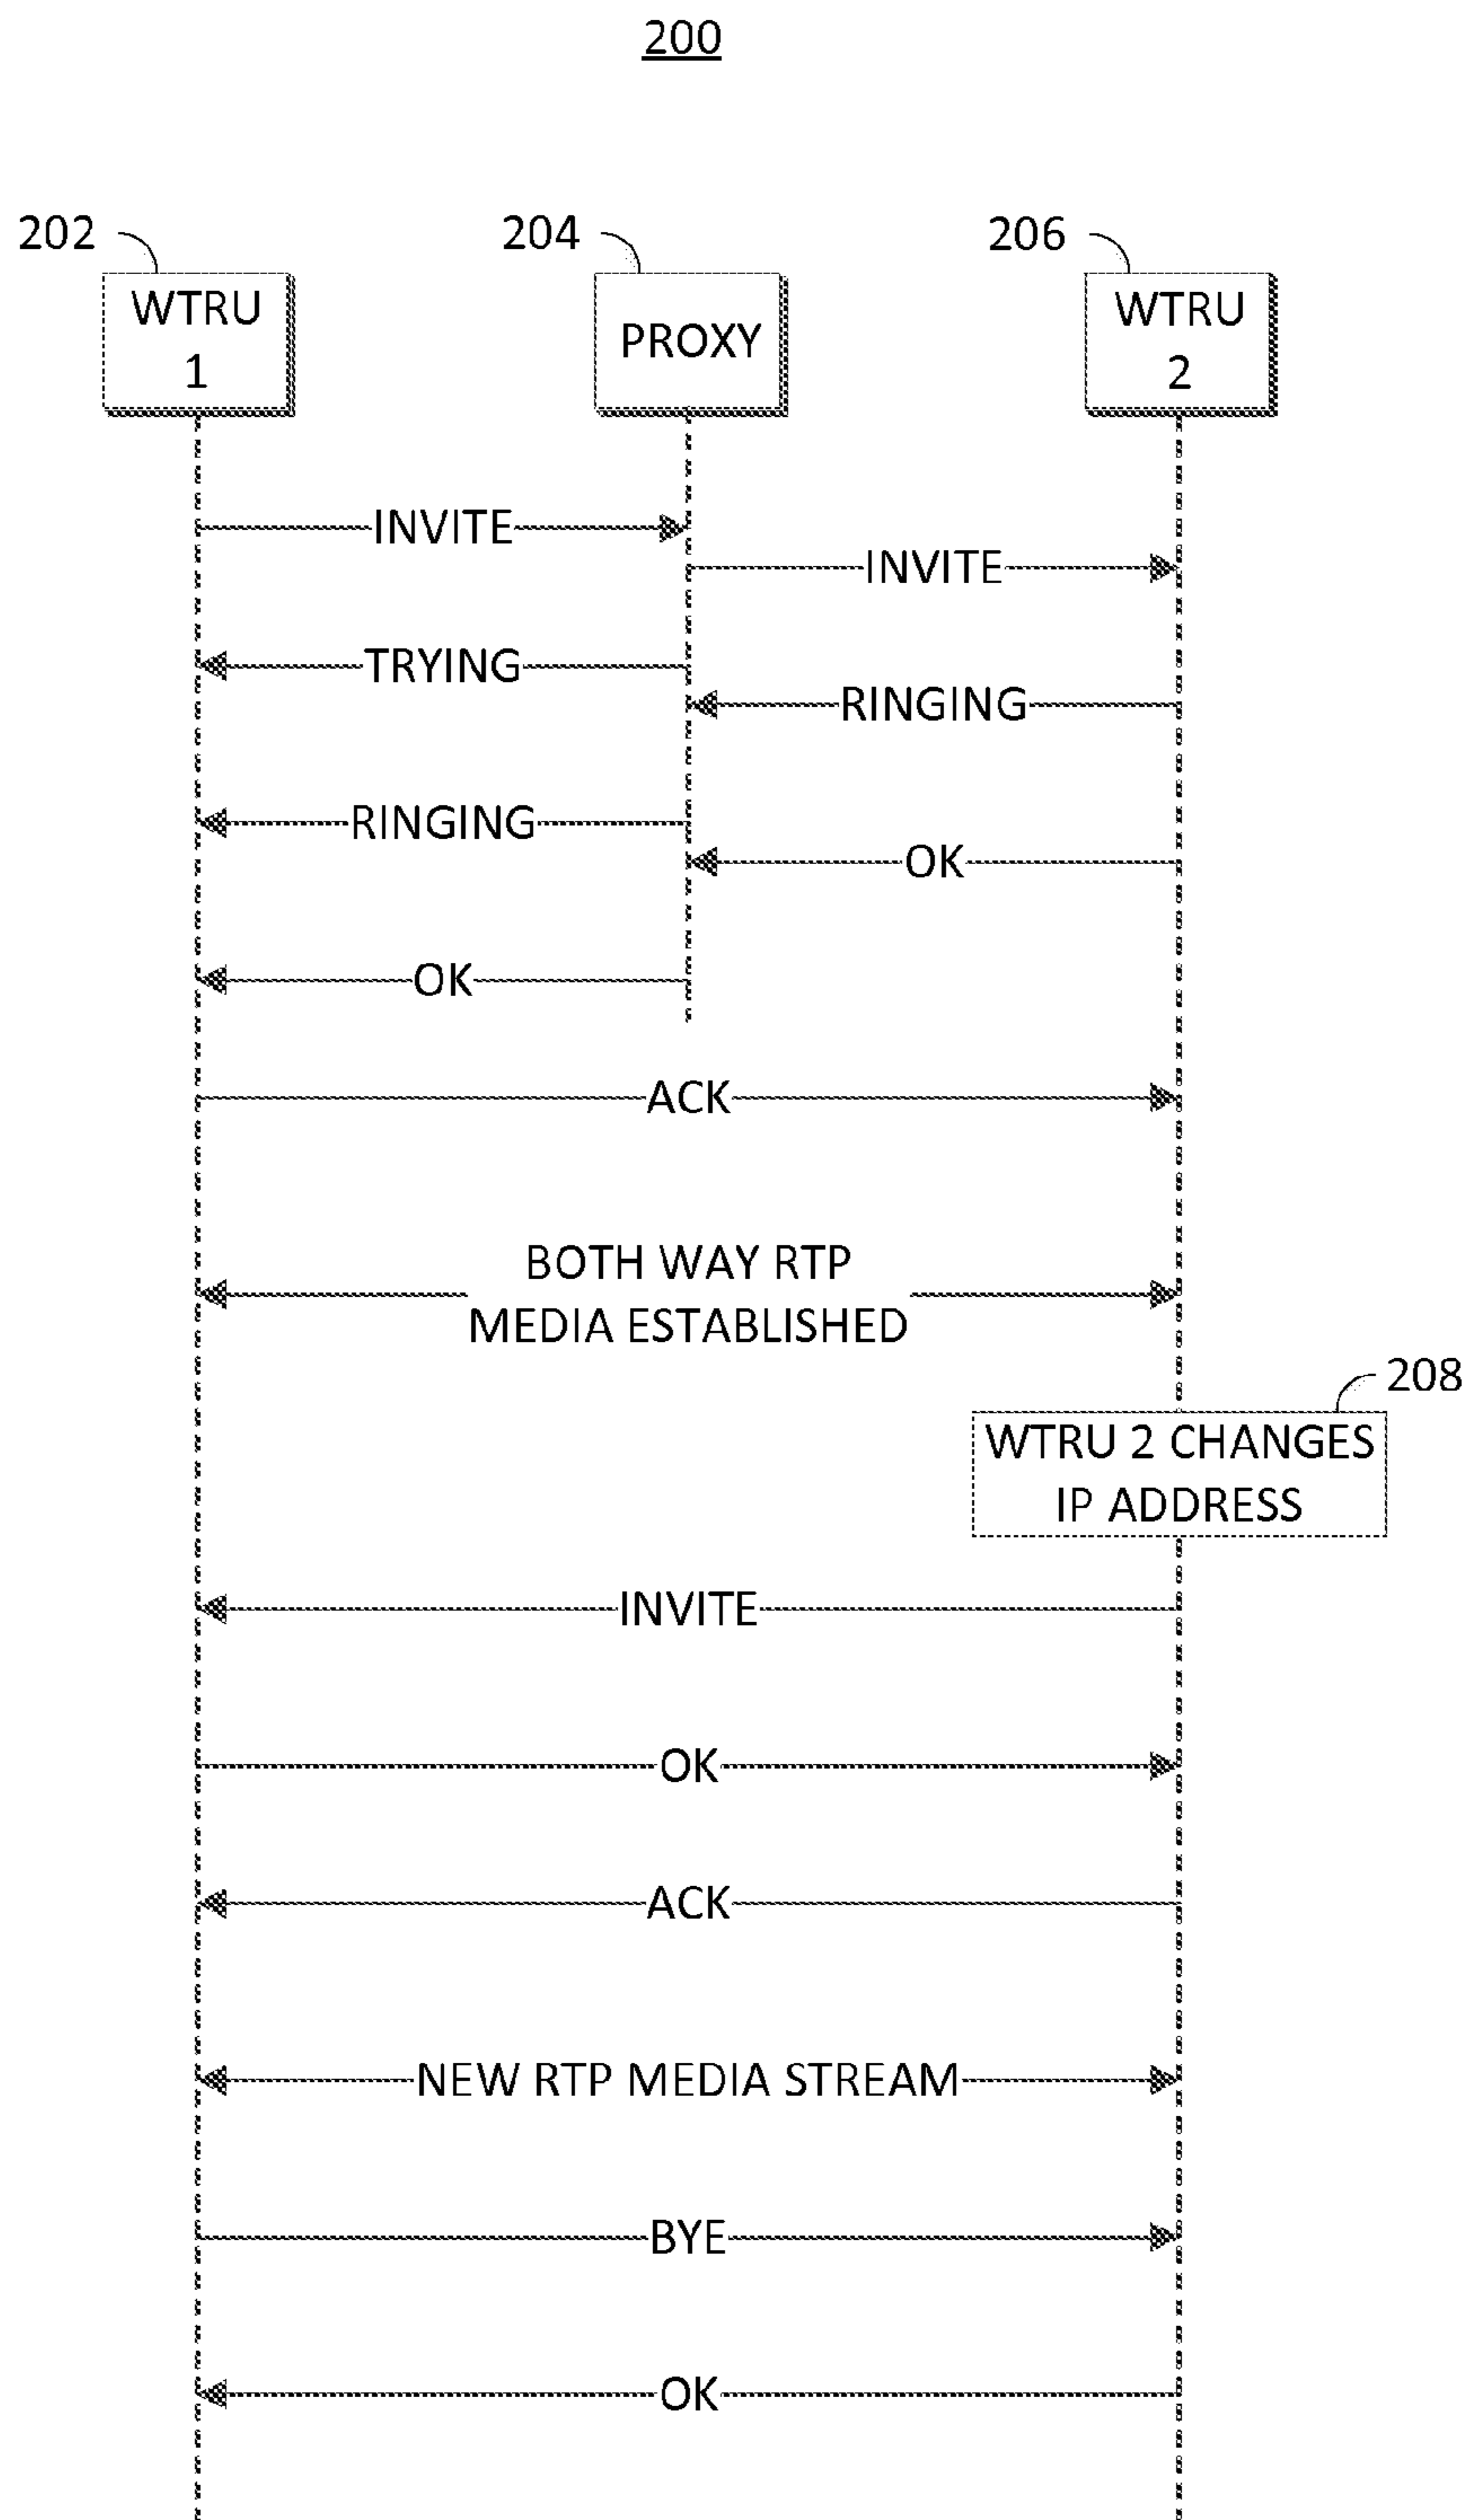 200
202
204
206
WTRU
1
PROXY
WTRU
2
INVITE
INVITE
TRYING
RINGING
RINGING
OK
OK
ACK
BOTH WAY RTP
MEDIA ESTABLISHED
208
WTRU 2 CHANGES
IP ADDRESS
INVITE
OK
ACK
NEW RTP MEDIA STREAM
BYE
OK